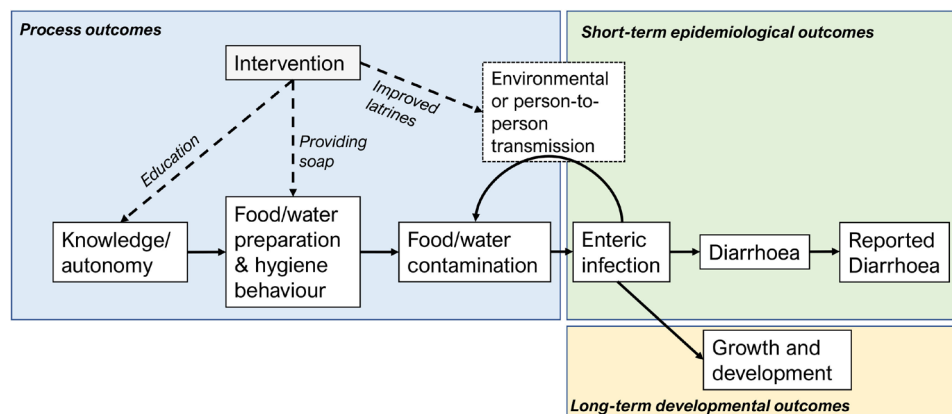 Process outcomes
Short-term epidemiological outcomes
Intervention
Environmental
or person-to-
person
transmission
Improved
latrines
Education
Providing
soap
Knowledge/
autonomy
Food/water
preparation
& hygiene
behaviour
Food/water
contamination
Enteric
infection
Diarrhoea
Reported
Diarrhoea
Growth and
development
Long-term developmental outcomes